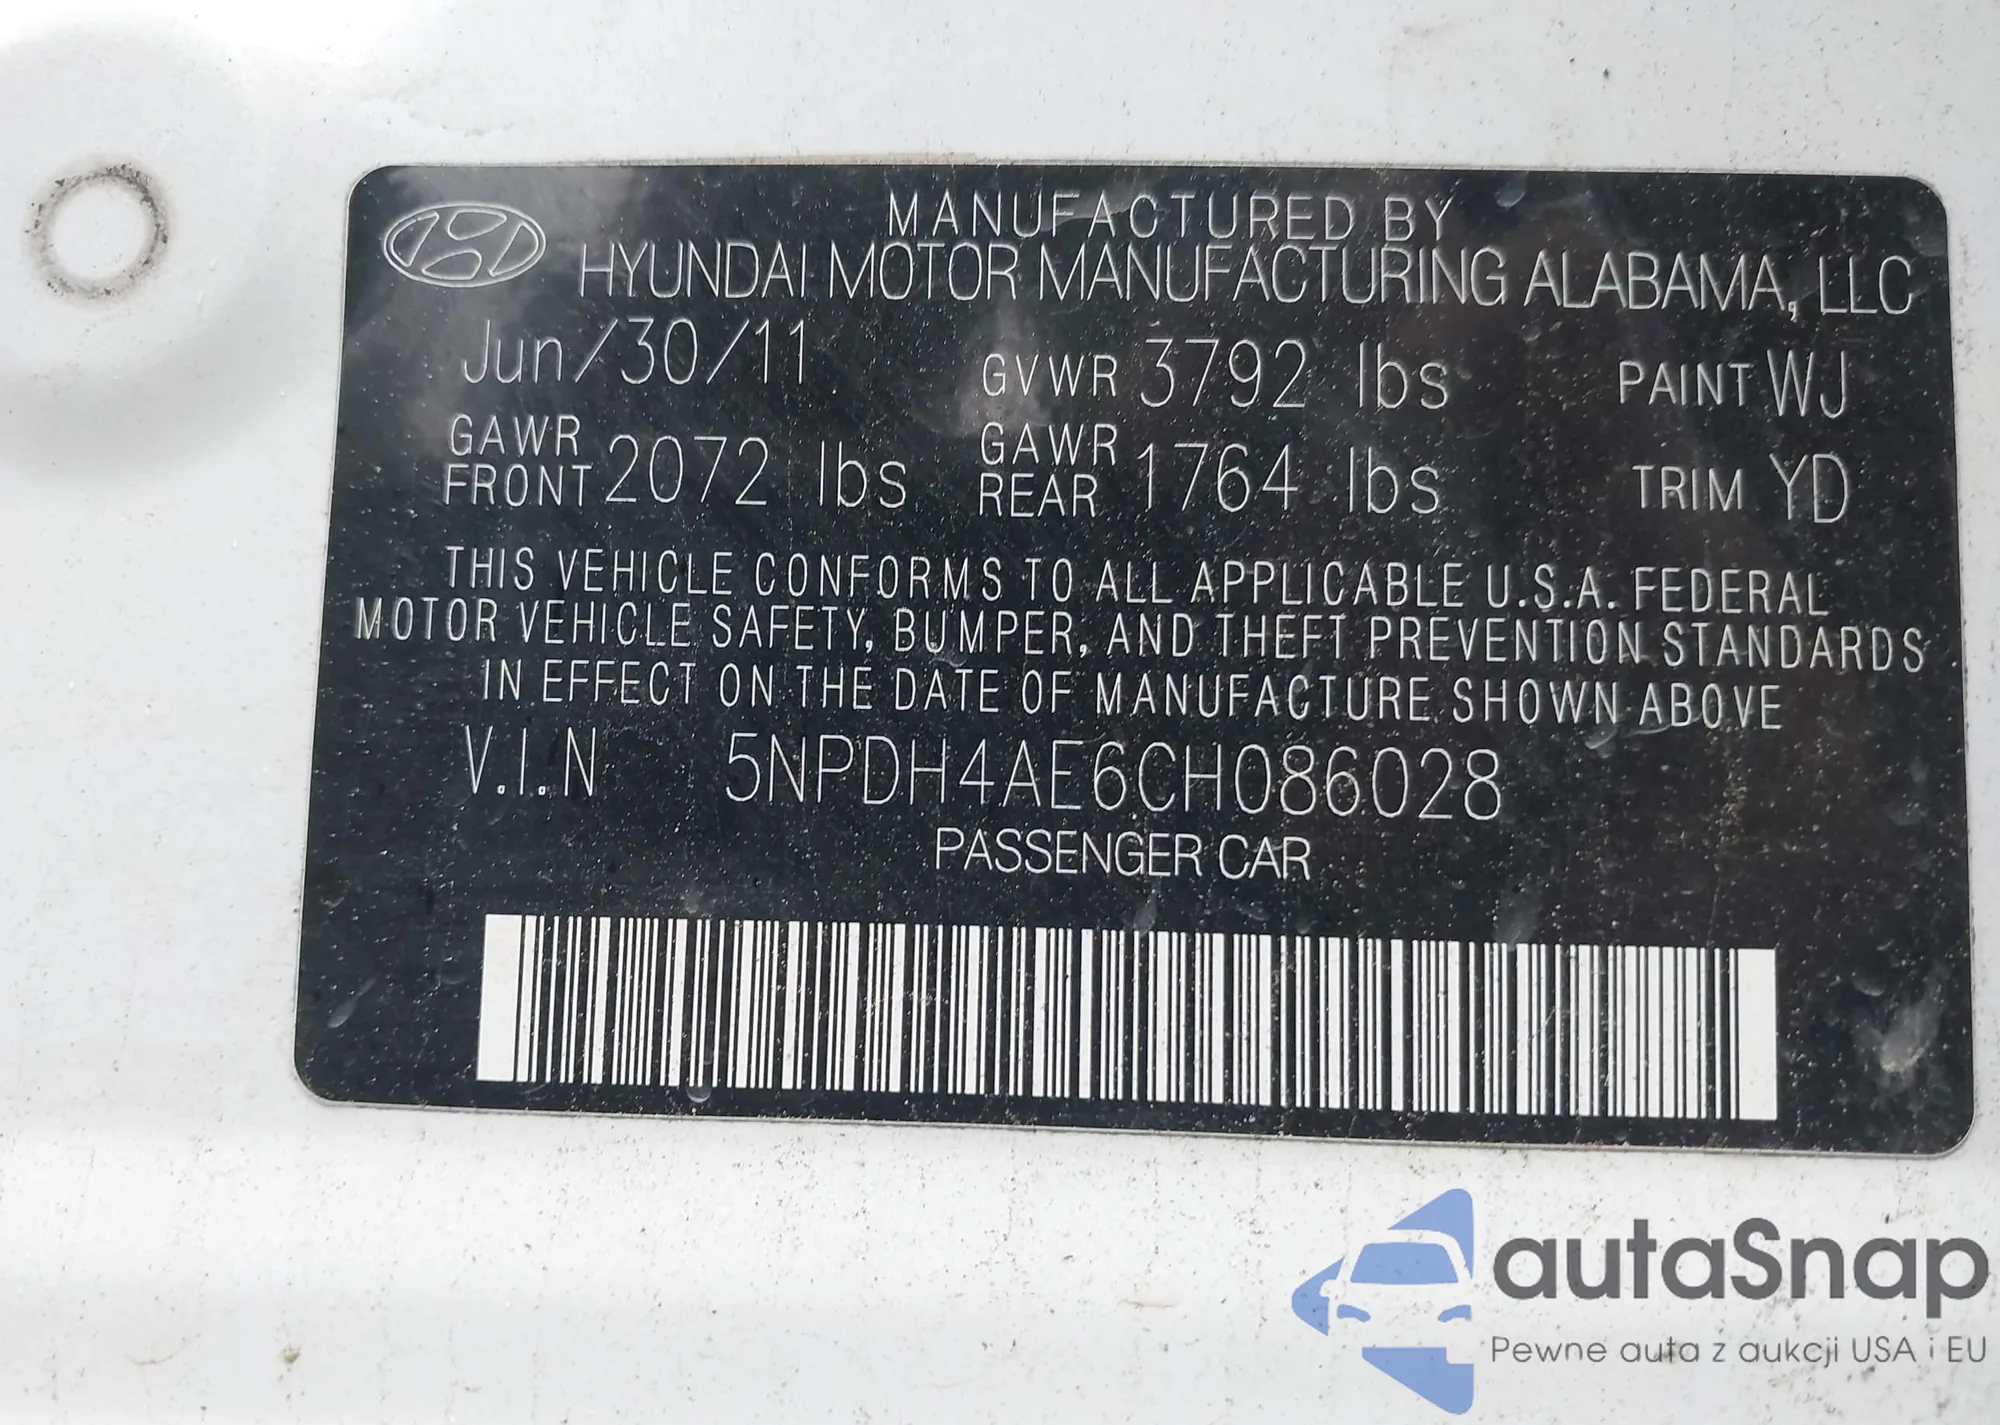 MANUFACTURED BY
HYUNDAI MOTOR MANUFACTURING ALABAMA, LLC
Jun/30/11 GVWR 3792 lbs PAINT WJ
GAWR FRONT 2072 lbs GAWR REAR 1764 lbs TRIM YD
THIS VEHICLE CONFORMS TO ALL APPLICABLE U.S.A. FEDERAL
MOTOR VEHICLE SAFETY, BUMPER, AND THEFT PREVENTION STANDARDS
IN EFFECT ON THE DATE OF MANUFACTURE SHOWN ABOVE
V.I.N 5NPDH4AE6CH086028
PASSENGER CAR
autaSnap
Pewne auta z aukcji USA i EU